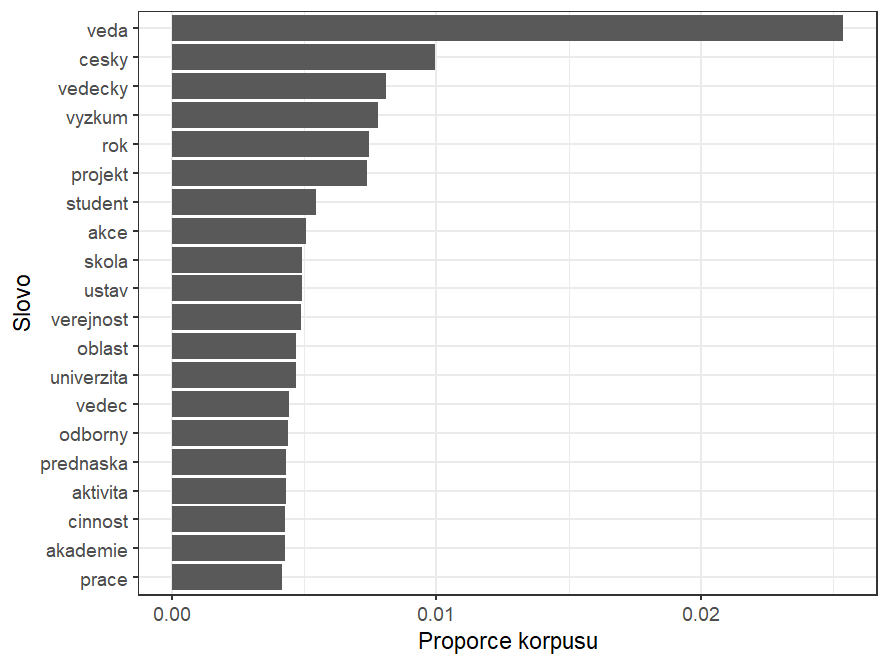 veda
cesky
vedecky
vyzkum
rok
projekt
student
akce
skola
ustav
verejnost
oblast
univerzita
vedec
odborny
prednaska
aktivita
cinnost
akademie
prace
Slovo
0.00 0.01 0.02
Proporce korpusu